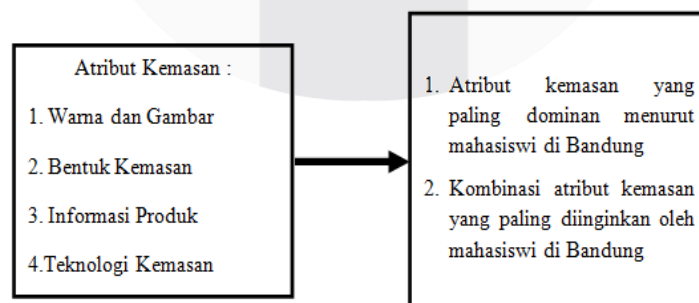 Atribut Kemasan :
1. Warna dan Gambar
2. Bentuk Kemasan
3. Informasi Produk
4.Teknologi Kemasan
1. Atribut kemasan yang
paling dominan menurut
mahasiswi di Bandung
2. Kombinasi atribut kemasan
yang paling diinginkan oleh
mahasiswi di Bandung